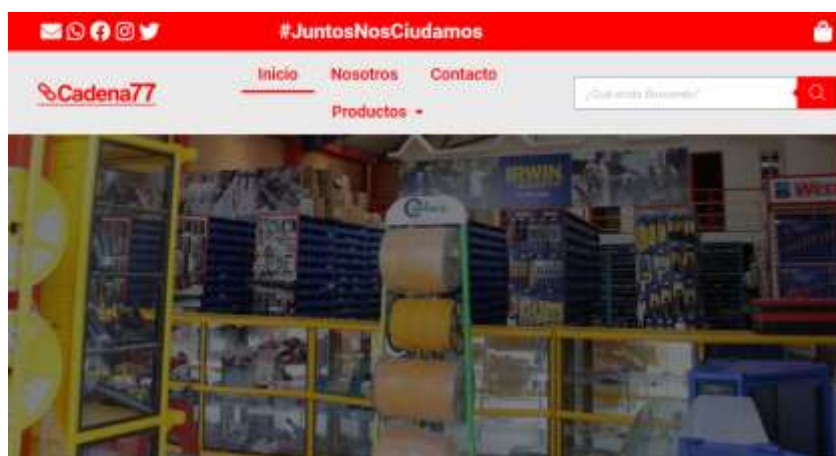 #JuntosNosCiudamos
Cadena77
Inicio Nosotros Contacto
Productos
IRWIN